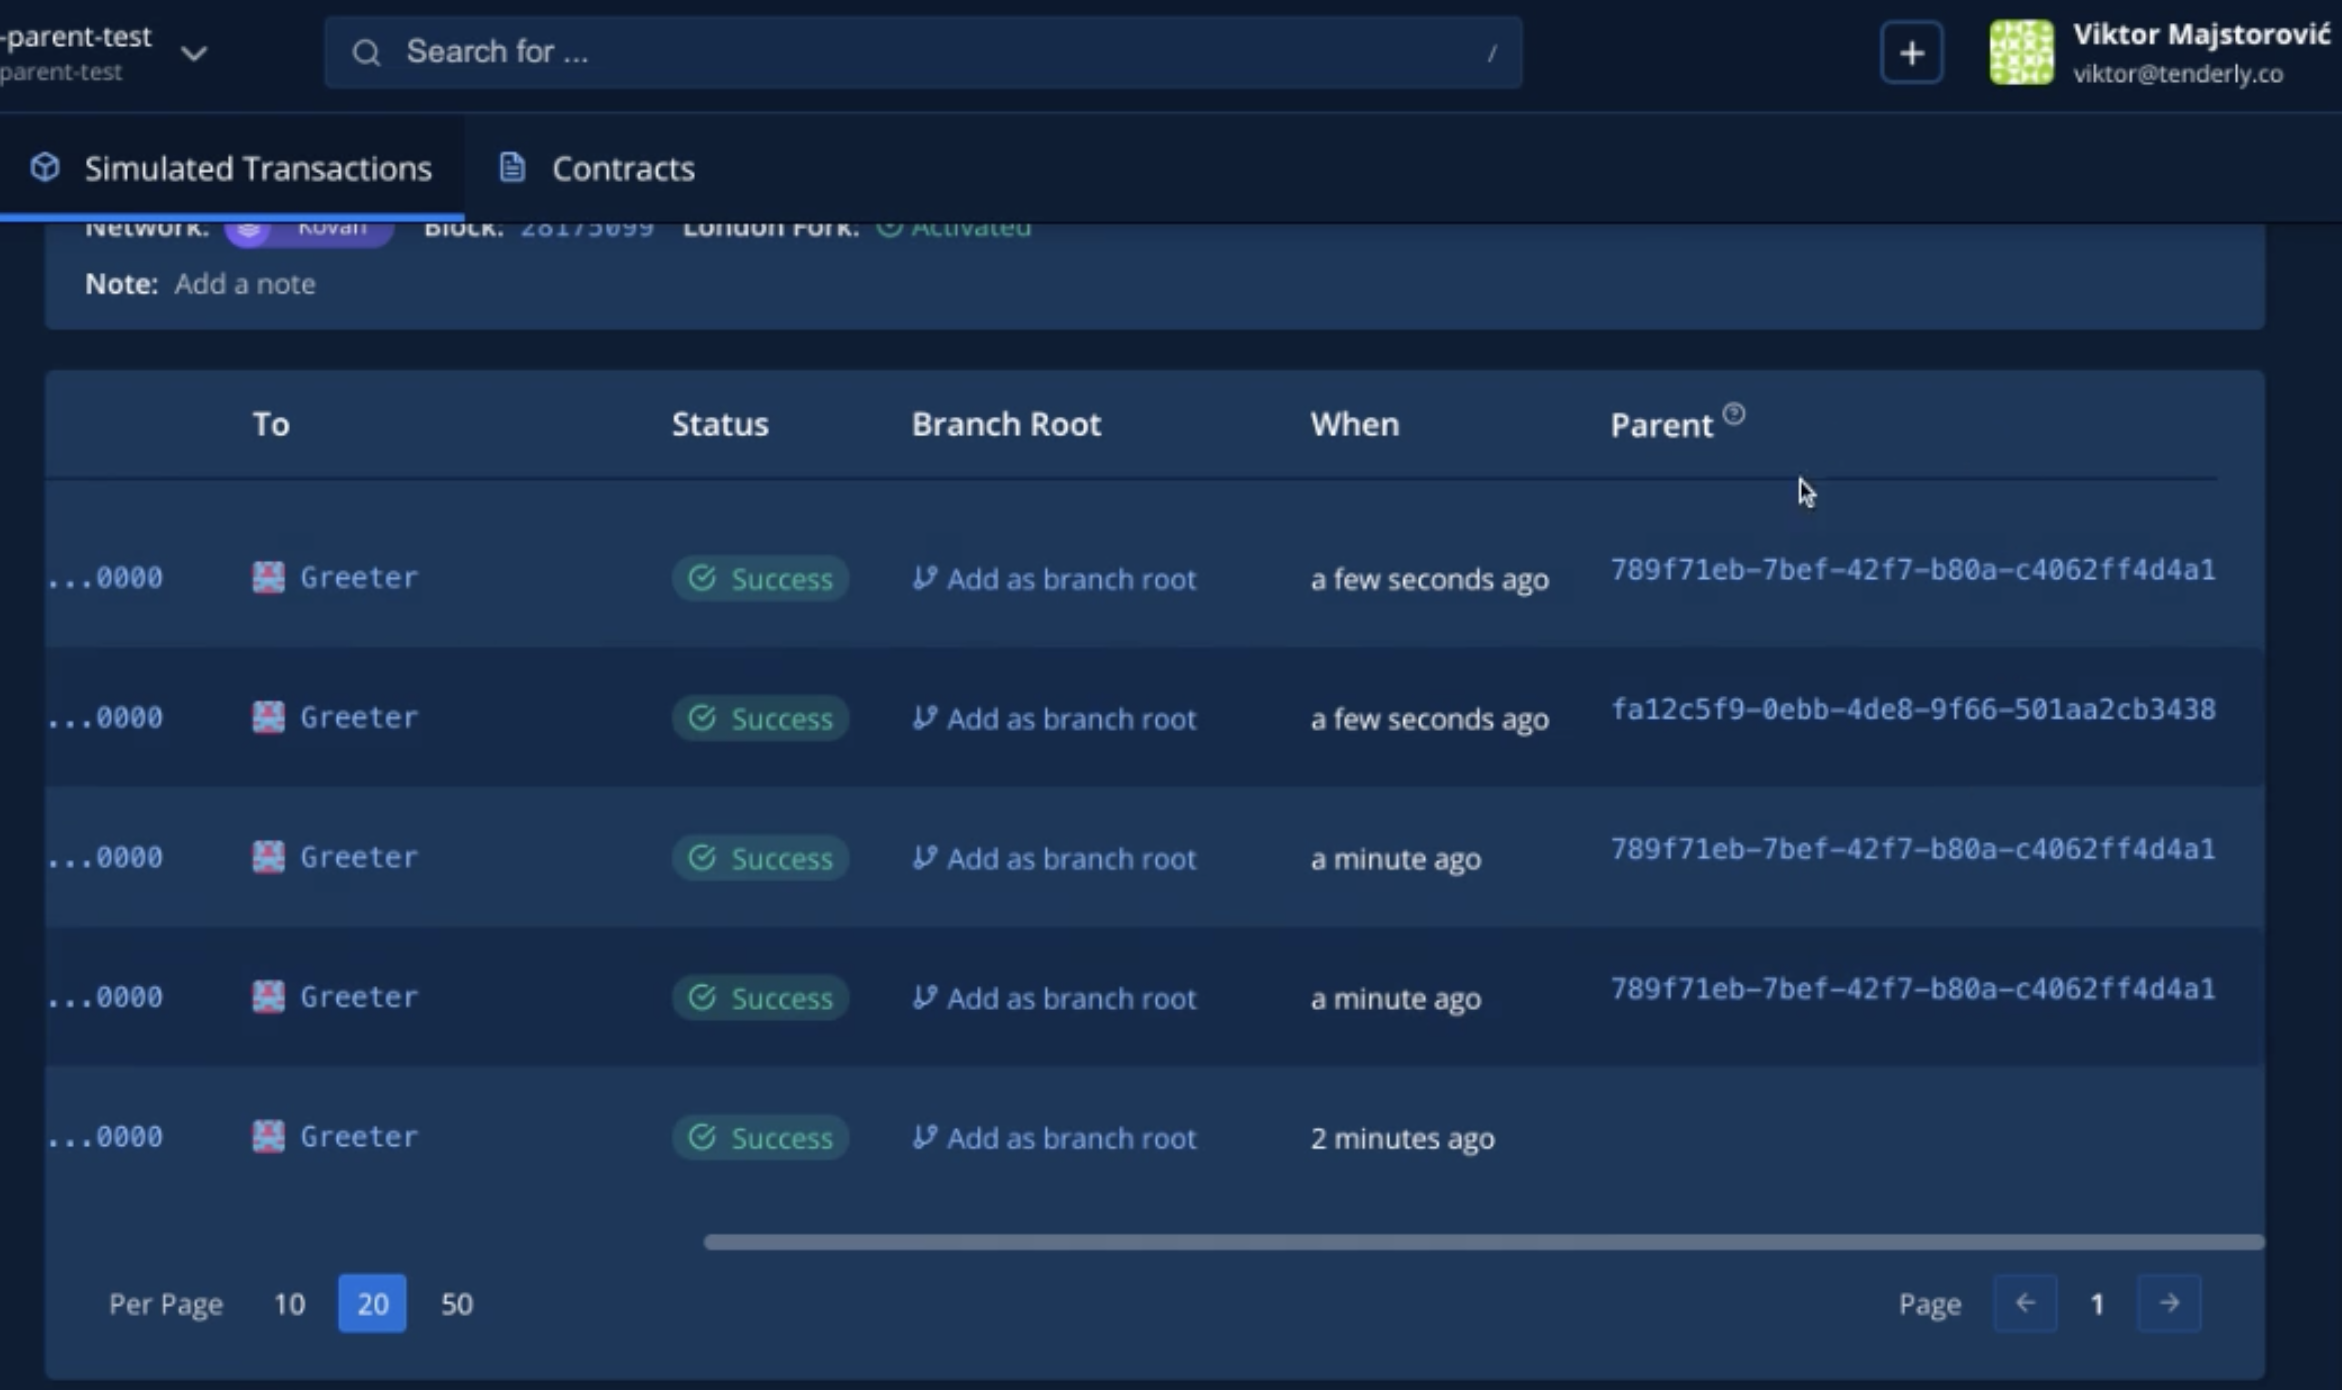 -parent-test
parent-test
Search for ...
/
+
Viktor Majstorović
viktor@tenderly.co
Simulated Transactions
Contracts
Network: Kovan Block: 28175099 London Fork: Activated
Note: Add a note
To Status Branch Root When Parent ?
...0000 Greeter Success Add as branch root a few seconds ago 789f71eb-7bef-42f7-b80a-c4062ff4d4a1
...0000 Greeter Success Add as branch root a few seconds ago fa12c5f9-0ebb-4de8-9f66-501aa2cb3438
...0000 Greeter Success Add as branch root a minute ago 789f71eb-7bef-42f7-b80a-c4062ff4d4a1
...0000 Greeter Success Add as branch root a minute ago 789f71eb-7bef-42f7-b80a-c4062ff4d4a1
...0000 Greeter Success Add as branch root 2 minutes ago
Per Page 10 20 50 Page ← 1 →